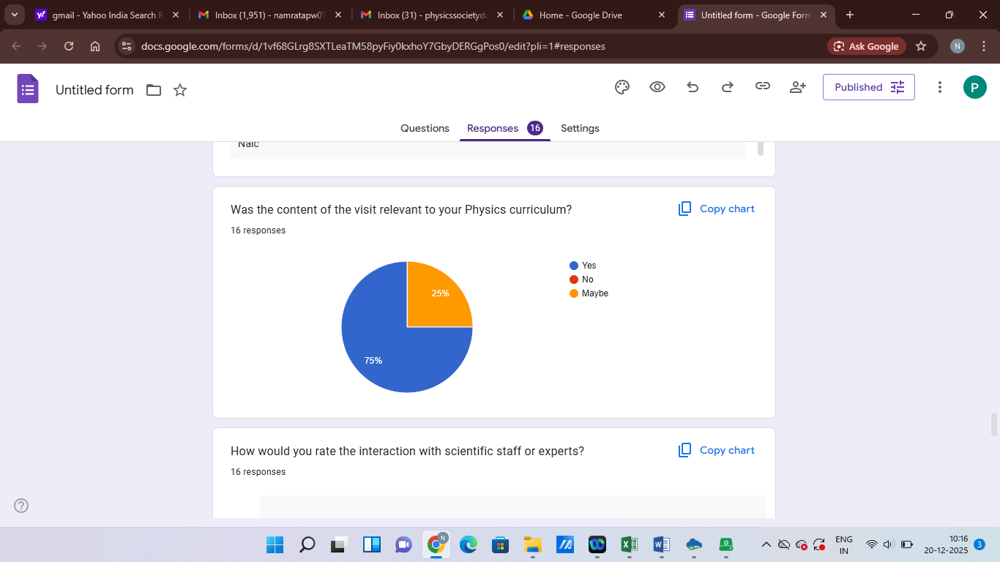 gmail - Yahoo India Search R
Inbox (1,951) - namratapw07
Inbox (31) - physicssocietyda
Home - Google Drive
Untitled form - Google Form
docs.google.com/forms/d/1vf68GLrg8SXTLeaTM58pyFiy0kxhoY7GbyDERGgPos0/edit?pli=1#responses
Ask Google
N
Untitled form
Published
P
Questions
Responses 16
Settings
Naic
Was the content of the visit relevant to your Physics curriculum?
Copy chart
16 responses
Yes
No
Maybe
25%
75%
How would you rate the interaction with scientific staff or experts?
Copy chart
16 responses
N
ENG
IN
10:16
20-12-2025
3